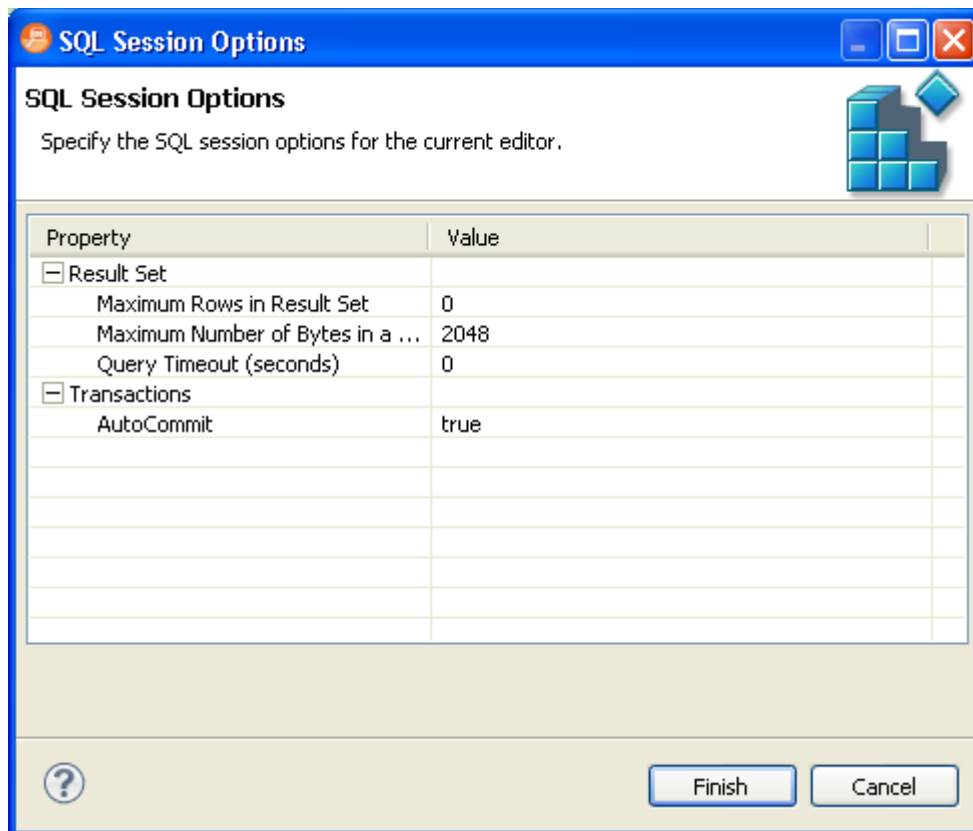 SQL Session Options
SQL Session Options
Specify the SQL session options for the current editor.
Property Value
Result Set
Maximum Rows in Result Set 0
Maximum Number of Bytes in a ... 2048
Query Timeout (seconds) 0
Transactions
AutoCommit true
Finish Cancel